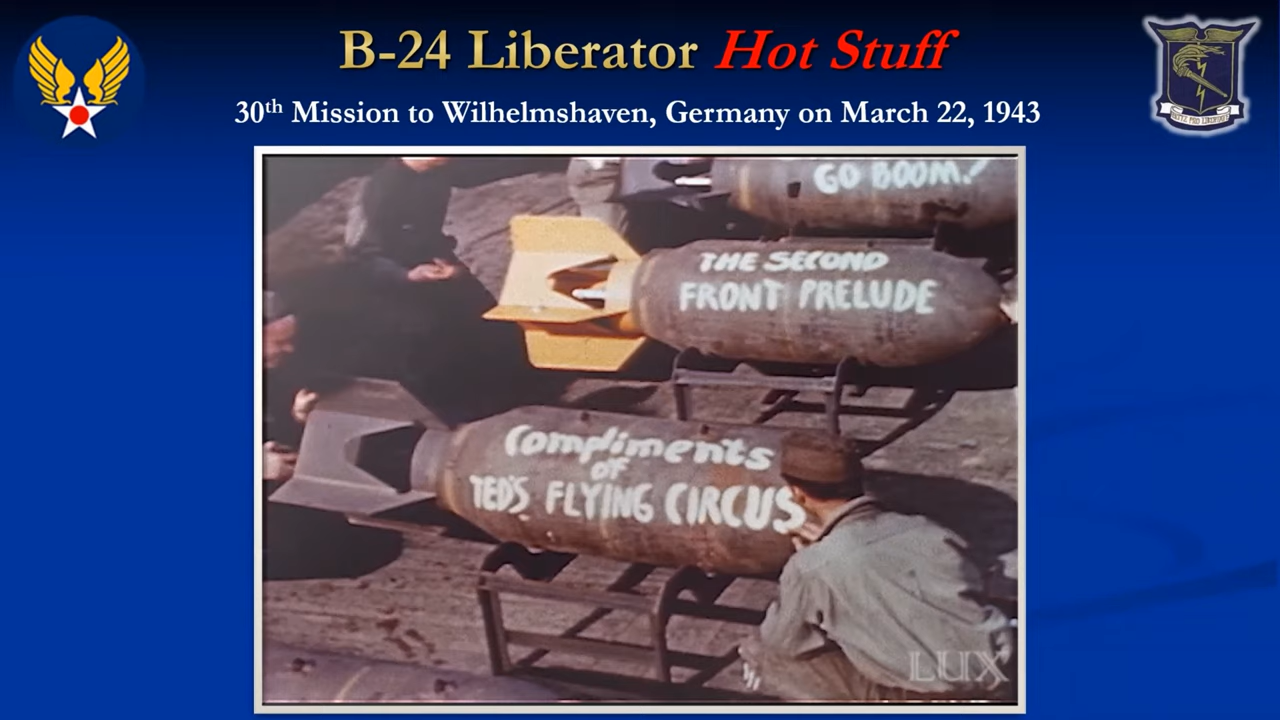 B-24 Liberator Hot Stuff
30th Mission to Wilhelmshaven, Germany on March 22, 1943
GO BOOM!
THE SECOND
FRONT PRELUDE
Compliments
OF
TED'S FLYING CIRCUS
LUX